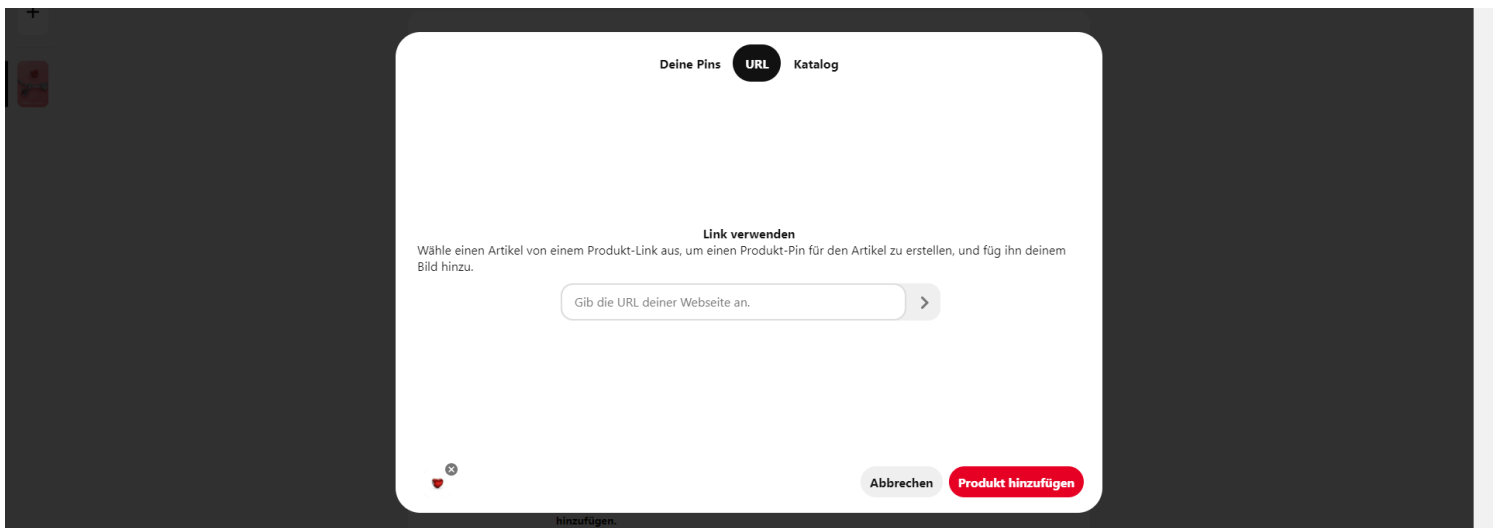 Deine Pins URL Katalog
Link verwenden
Wähle einen Artikel von einem Produkt-Link aus, um einen Produkt-Pin für den Artikel zu erstellen, und füg ihn deinem
Bild hinzu.
Gib die URL deiner Webseite an.
Abbrechen Produkt hinzufügen
hinzufügen.